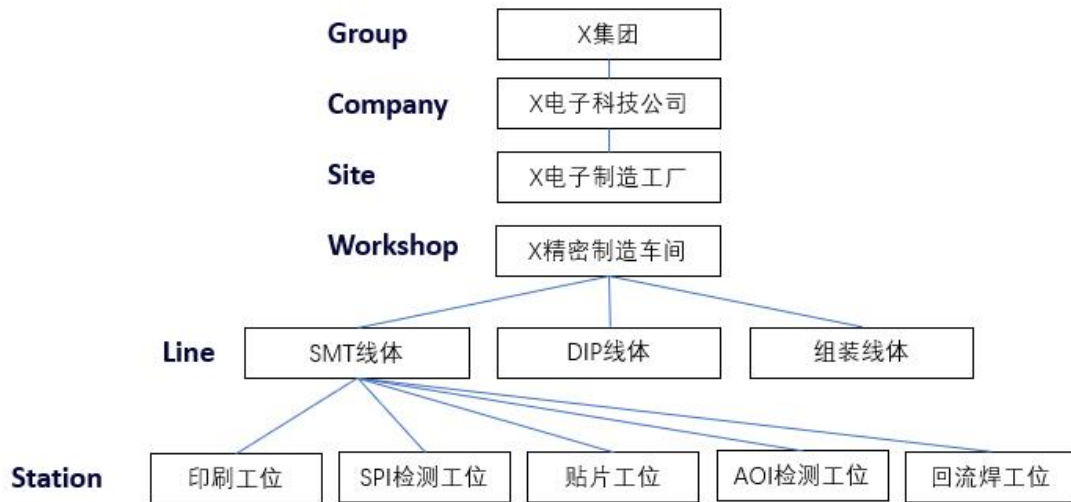 Group
X集团
Company
X电子科技公司
Site
X电子制造工厂
Workshop
X精密制造车间
Line
SMT线体
DIP线体
组装线体
Station
印刷工位
SPI检测工位
贴片工位
AOI检测工位
回流焊工位